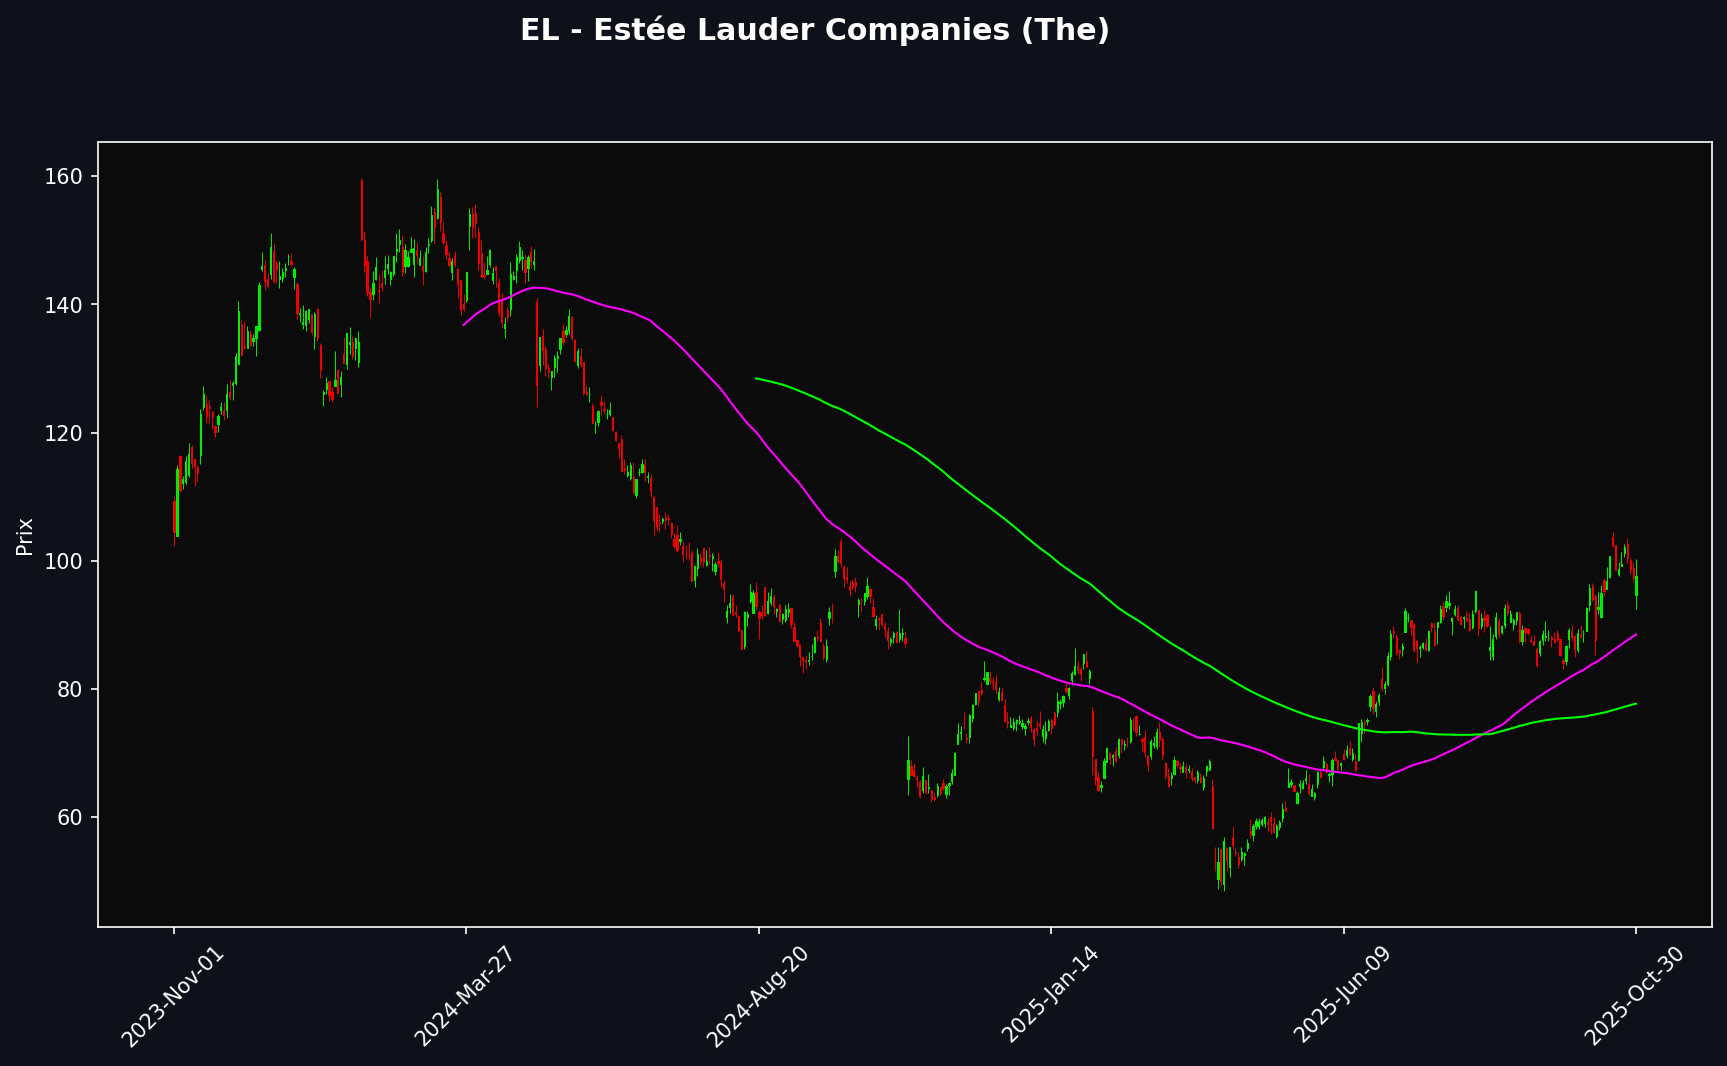 EL - Estée Lauder Companies (The)
Prix
160
140
120
100
80
60
2023-Nov-01
2024-Mar-27
2024-Aug-20
2025-Jan-14
2025-Jun-09
2025-Oct-30